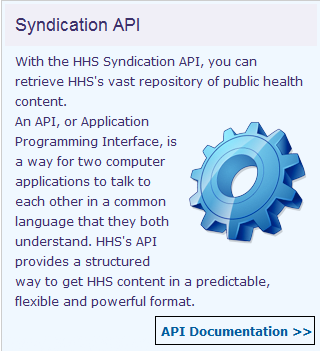 Syndication API
With the HHS Syndication API, you can
retrieve HHS's vast repository of public health
content.
An API, or Application
Programming Interface, is
a way for two computer
applications to talk to
each other in a common
language that they both
understand. HHS's API
provides a structured
way to get HHS content in a predictable,
flexible and powerful format.
API Documentation >>